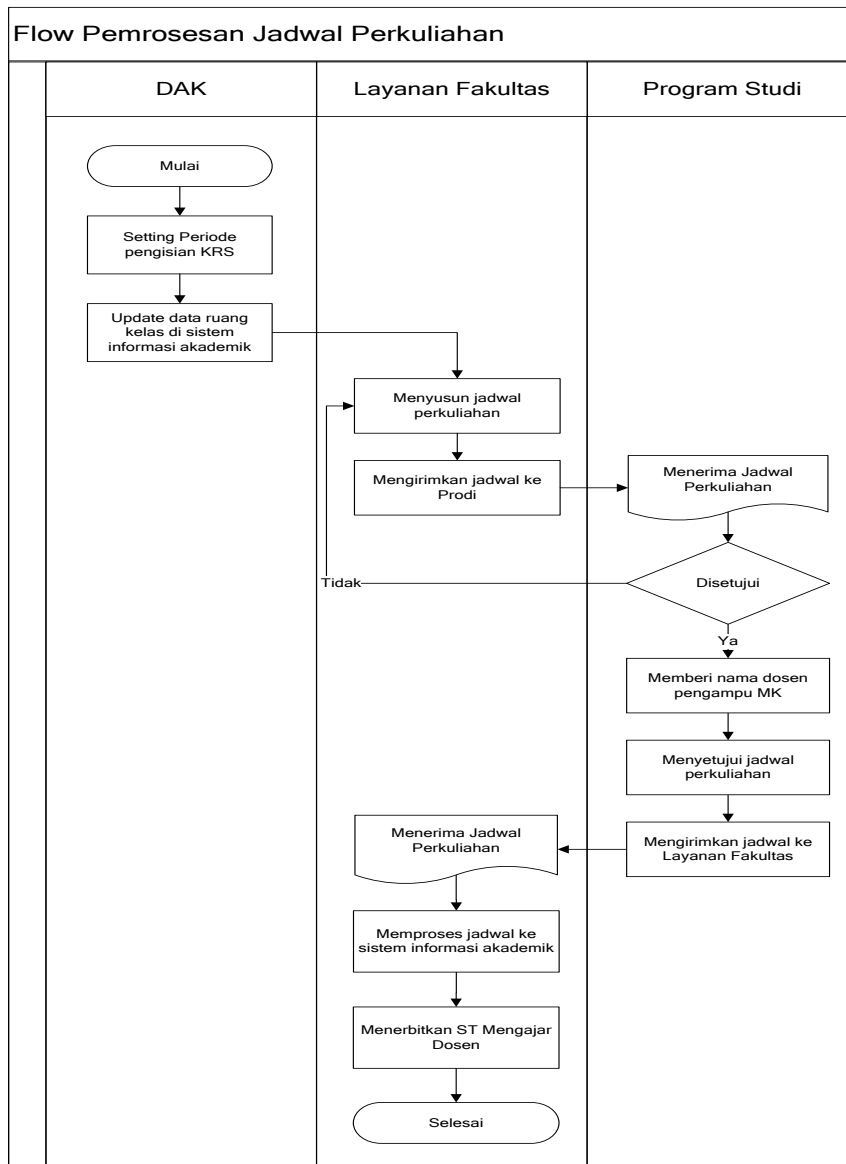 Flow Pemrosesan Jadwal Perkuliahan
DAK
Layanan Fakultas
Program Studi
Mulai
Setting Periode
pengisian KRS
Update data ruang
kelas di sistem
informasi akademik
Menyusun jadwal
perkuliahan
Mengirimkan jadwal ke
Prodi
Menerima Jadwal
Perkuliahan
Disetujui
Tidak
Ya
Memberi nama dosen
pengampu MK
Menyetujui jadwal
perkuliahan
Mengirimkan jadwal ke
Layanan Fakultas
Menerima Jadwal
Perkuliahan
Memproses jadwal ke
sistem informasi akademik
Menerbitkan ST Mengajar
Dosen
Selesai